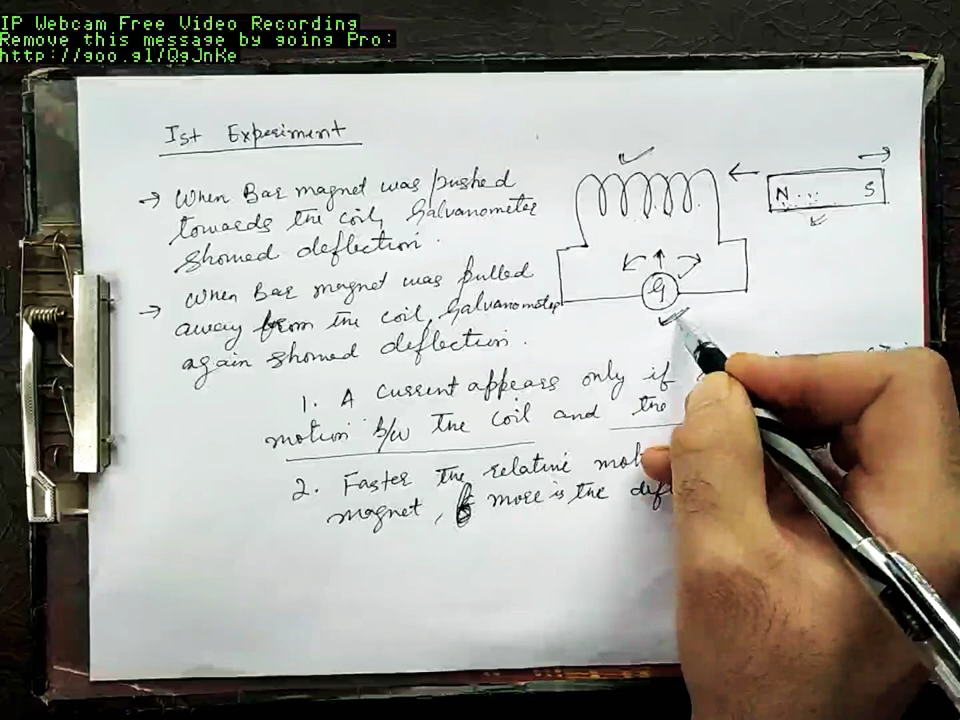 IP Webcam Free Video Recording
Remove this message by going Pro:
http://goo.gl/QgJnKe
Ist Experiment
→ When Bar magnet was pushed
towards the coil, Galvanometer
showed deflection.
→ When Bar magnet was pulled
away from the coil, Galvanometer
again showed deflection.
1. A current appears only if
motion b/w the coil and the
2. Faster the relative
magnet, more is the
N S
G